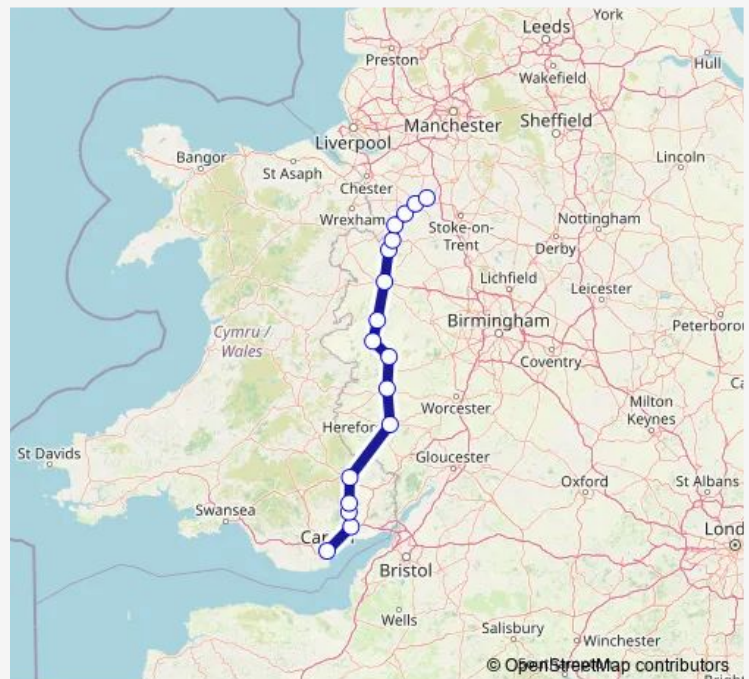 York
Leeds
Preston
Hull
Wakefield
Manchester
Sheffield
Liverpool
Bangor
St Asaph
Lincoln
Chester
Wrexham
Stoke-on-
Trent
Nottingham
Derby
Lichfield
Leicester
Birmingham
Peterboro
Cymru /
Wales
Coventry
Ca
Worcester
Milton
Keynes
Herefor
St Davids
Gloucester
Oxford
St Albans
Swansea
Lond
Bristol
Wells
Salisbury
Winchester
© OpenStreetMap contributors